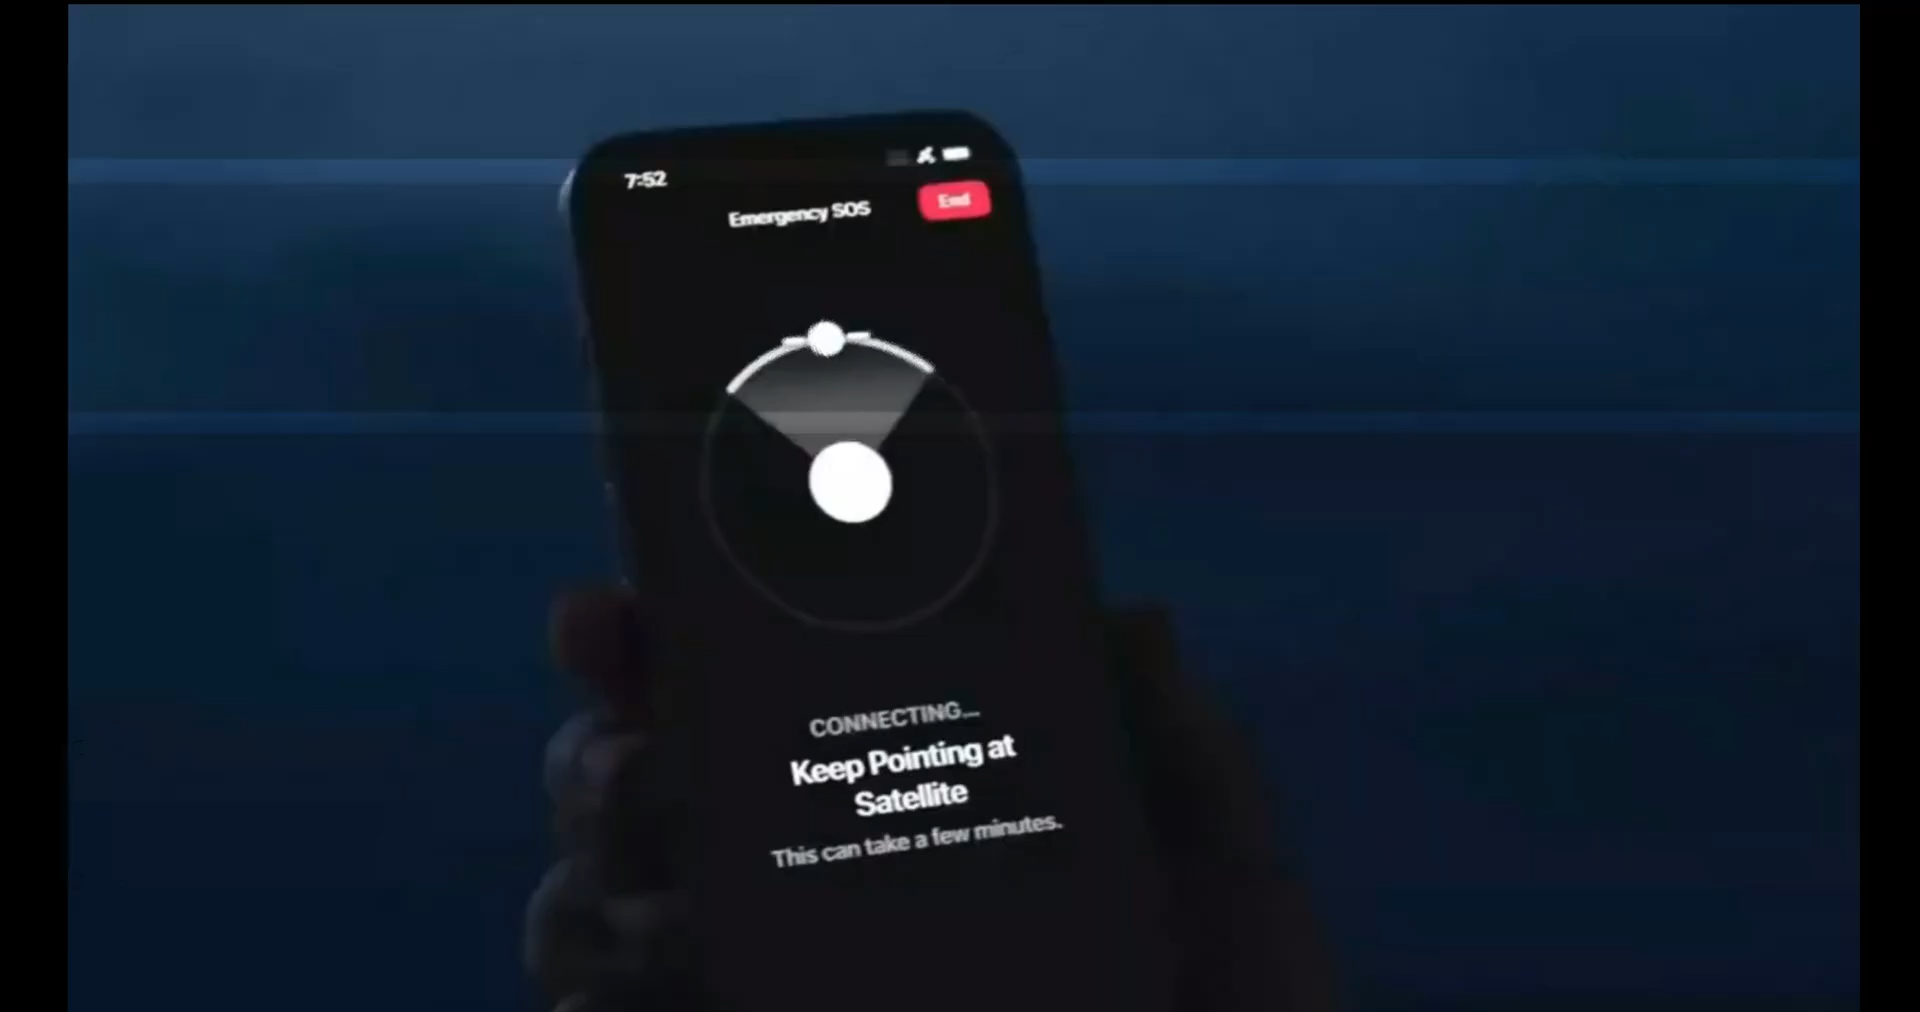 7:52
Emergency SOS
End
CONNECTING...
Keep Pointing at
Satellite
This can take a few minutes.